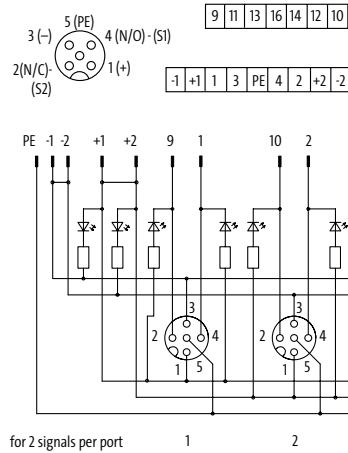 5 (PE)
3 (–) 4 (N/O) - (S1)
2(N/C)- 1 (+)
(S2)
9 11 13 16 14 12 10
-1 +1 1 3 PE 4 2 +2 -2
PE -1 -2 +1 +2 9 1 10 2
3 3
2 4 2 4
1 5 1 5
for 2 signals per port 1 2